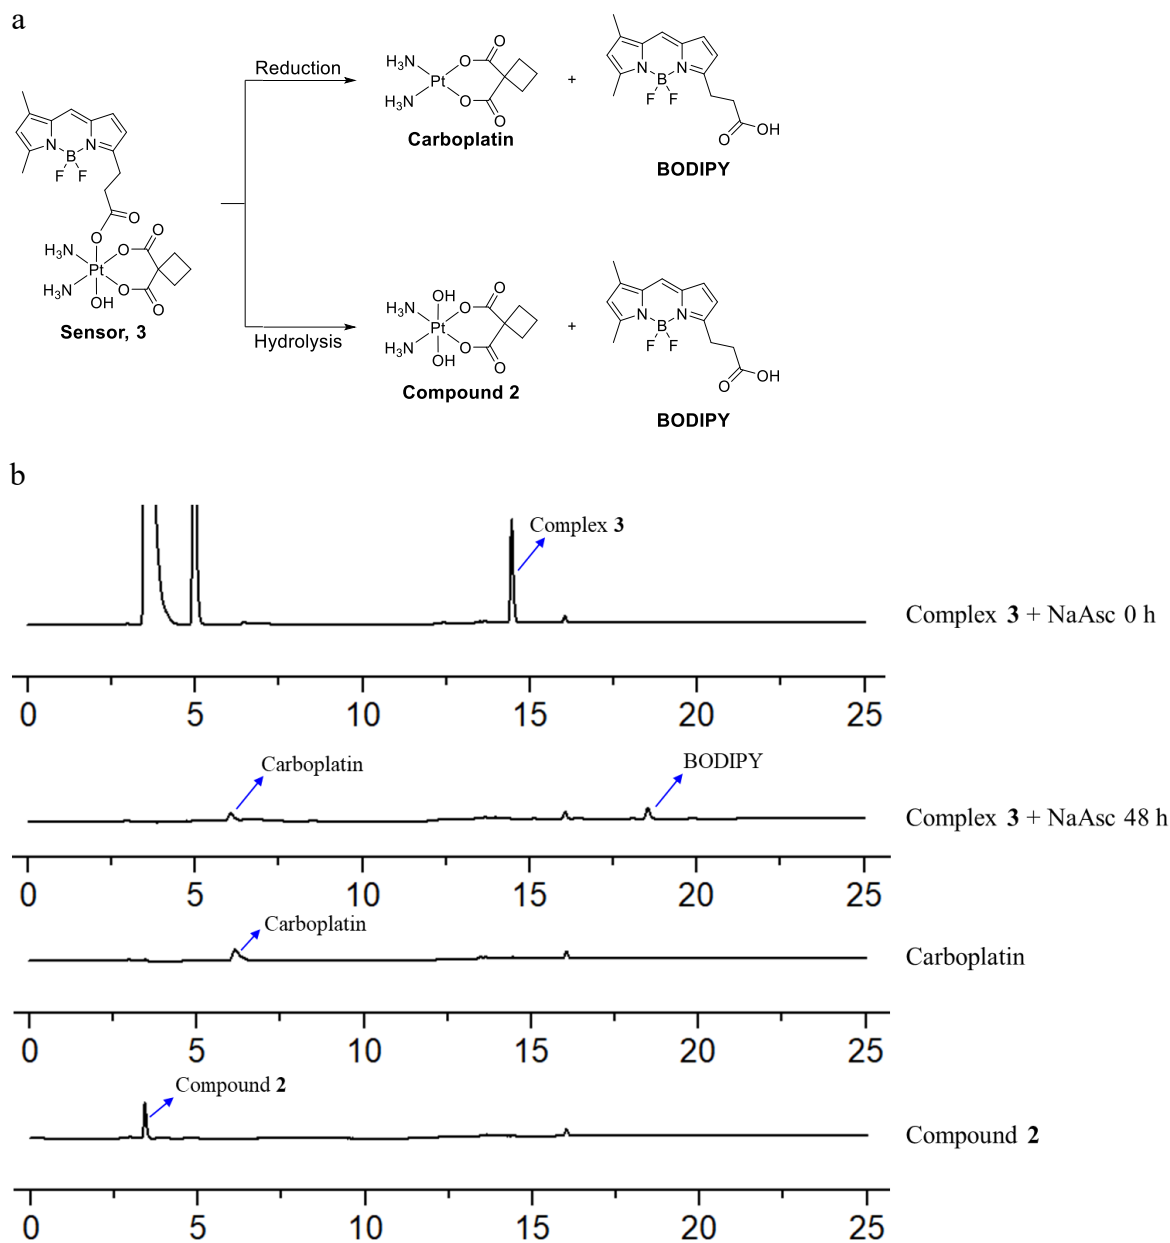 a
Reduction
H3N
H3N
Pt
O
O
O
O
Carboplatin
+
N
B
N
F F
O
OH
BODIPY
N
B
N
F F
O
O
H3N
H3N
Pt
OH
O
O
O
O
Sensor, 3
Hydrolysis
OH
H3N
H3N
Pt
OH
O
O
O
O
Compound 2
+
N
B
N
F F
O
OH
BODIPY
b
Complex 3
Complex 3 + NaAsc 0 h
0 5 10 15 20 25
Carboplatin
BODIPY
Complex 3 + NaAsc 48 h
0 5 10 15 20 25
Carboplatin
Carboplatin
0 5 10 15 20 25
Compound 2
Compound 2
0 5 10 15 20 25